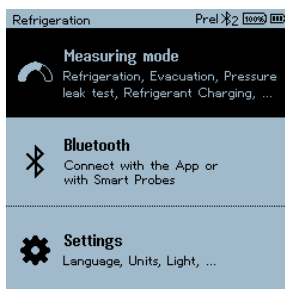 Refrigeration Prel 2 100%
Measuring mode
Refrigeration, Evacuation, Pressure
leak test, Refrigerant Charging, ...
Bluetooth
Connect with the App or
with Smart Probes
Settings
Language, Units, Light, ...